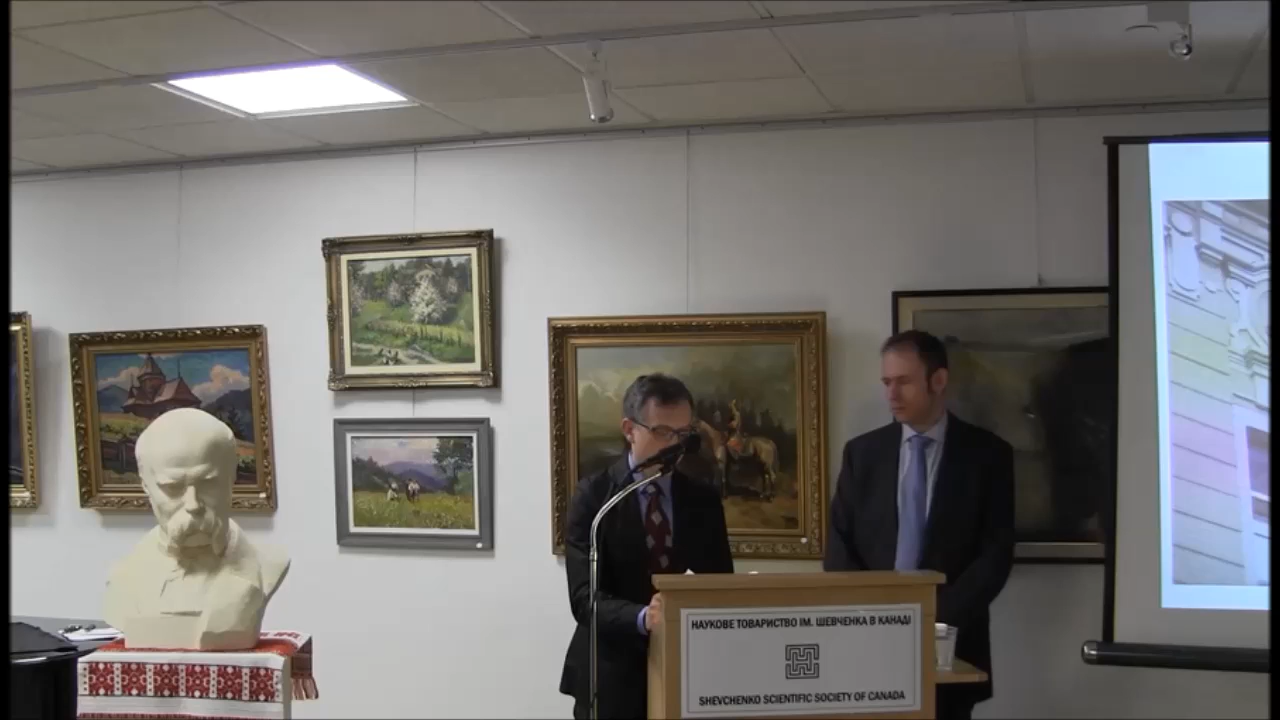 НАУКОВЕ ТОВАРИСТВО ІМ. ШЕВЧЕНКА В КАНАДІ
SHEVCHENKO SCIENTIFIC SOCIETY OF CANADA